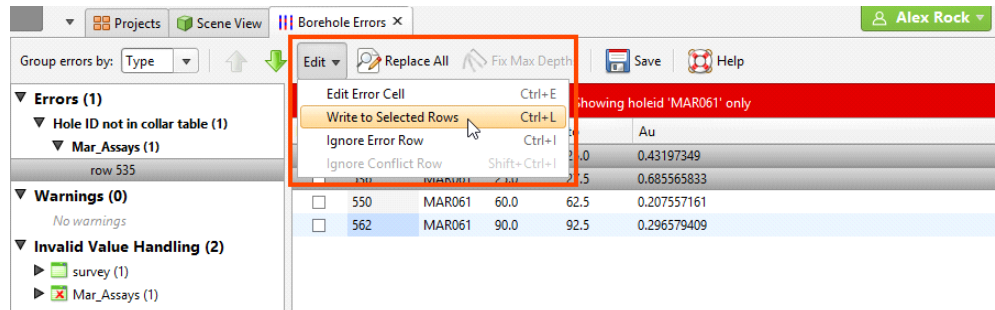 Projects Scene View Borehole Errors × Alex Rock
Group errors by: Type Edit Replace All Fix Max Depth Save Help
Errors (1)
Hole ID not in collar table (1)
Mar_Assays (1)
row 535
Warnings (0)
No warnings
Invalid Value Handling (2)
survey (1)
Mar_Assays (1)
Edit Error Cell Ctrl+E
Write to Selected Rows Ctrl+L
Ignore Error Row Ctrl+I
Ignore Conflict Row Shift+Ctrl+I
Showing holeid 'MAR061' only
Au
0.43197349
MAR061 0.685565833
550 MAR061 60.0 62.5 0.207557161
562 MAR061 90.0 92.5 0.296579409